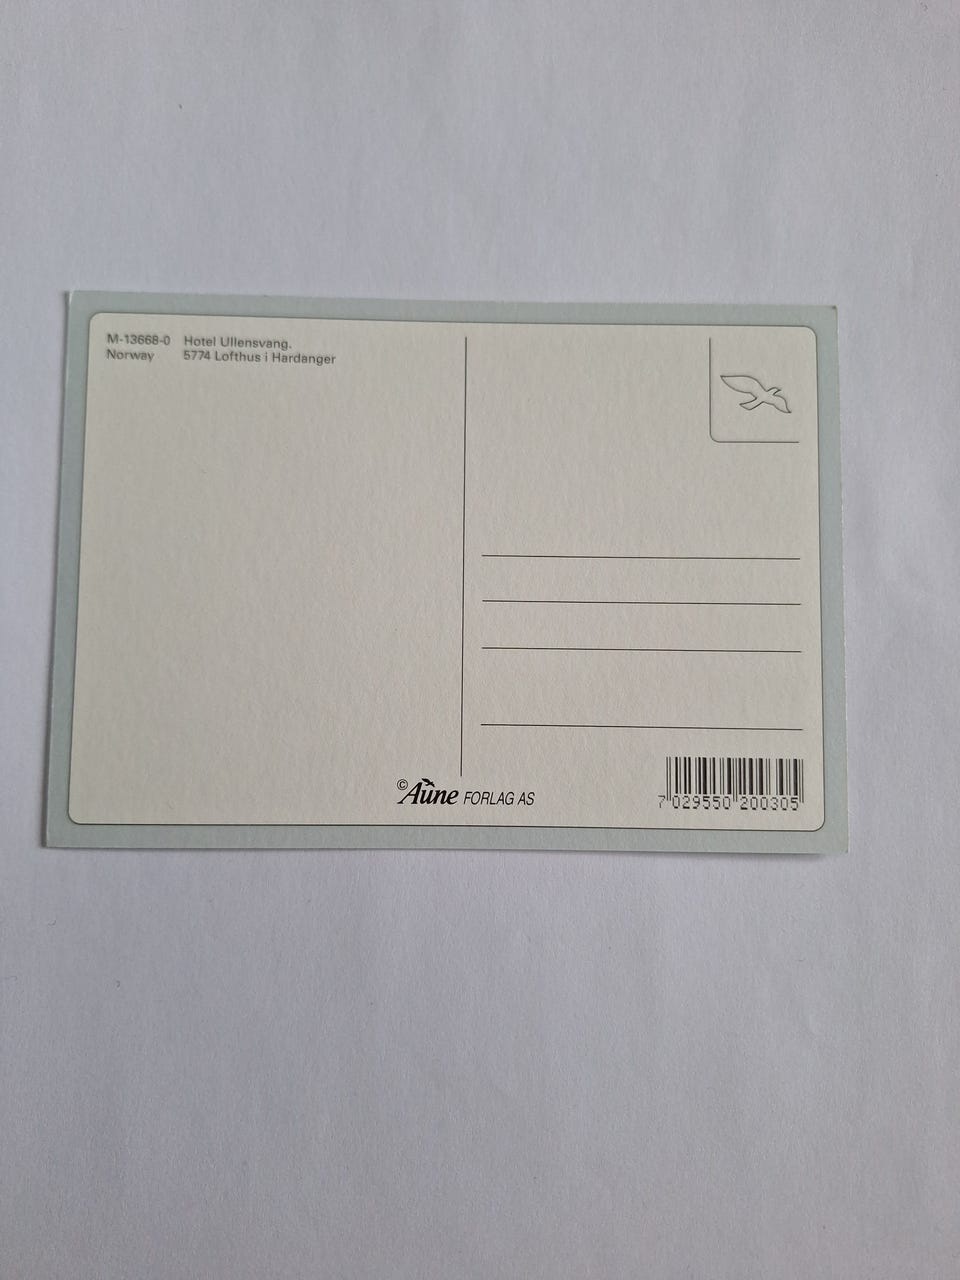 M-13668-0 Hotel Ullensvang.
Norway 5774 Lofthus i Hardanger
© Aune FORLAG AS
7 029550 200305